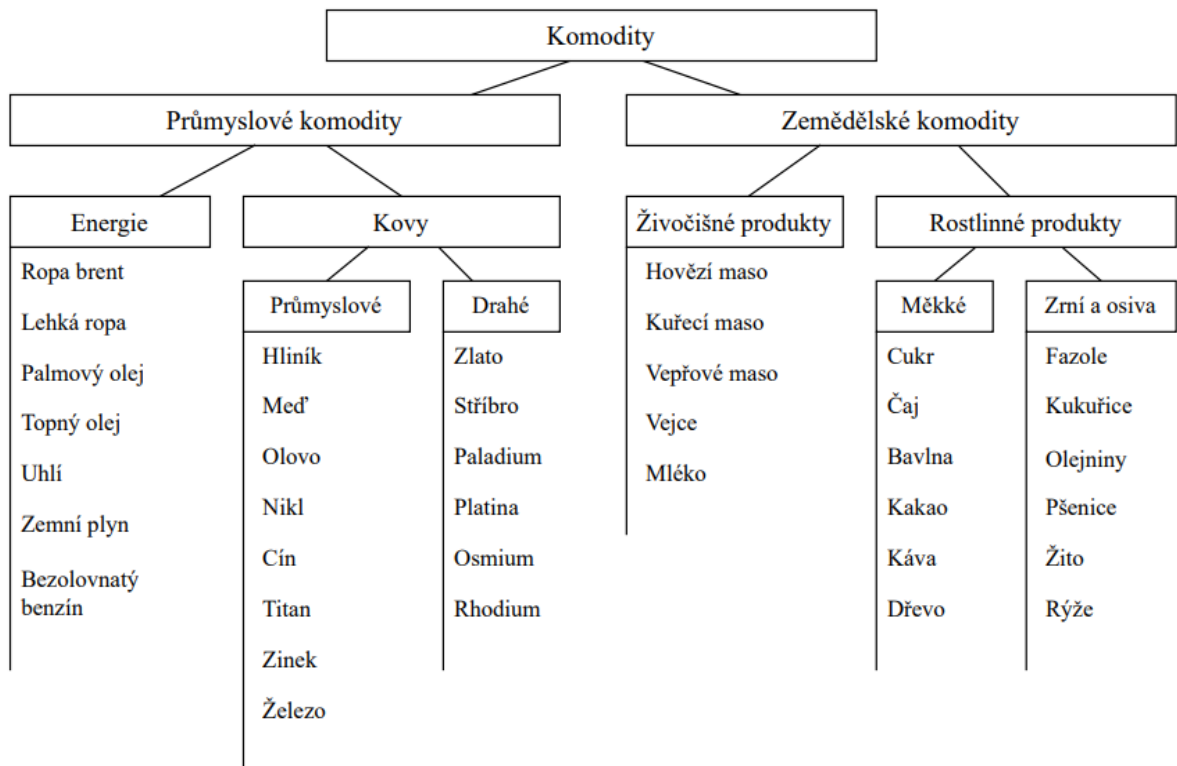 Komodity
Průmyslové komodity
Zemědělské komodity
Energie
Kovy
Živočišné produkty
Rostlinné produkty
Ropa brent
Lehká ropa
Palmový olej
Topný olej
Uhlí
Zemní plyn
Bezolovnatý
benzín
Průmyslové
Hliník
Meď
Olovo
Nikl
Cín
Titan
Zinek
Železo
Drahé
Zlato
Stříbro
Paladium
Platina
Osmium
Rhodium
Hovězí maso
Kuřecí maso
Vepřové maso
Vejce
Mléko
Měkké
Cukr
Čaj
Bavlna
Kakao
Káva
Dřevo
Zrní a osiva
Fazole
Kukuřice
Olejniny
Pšenice
Žito
Rýže